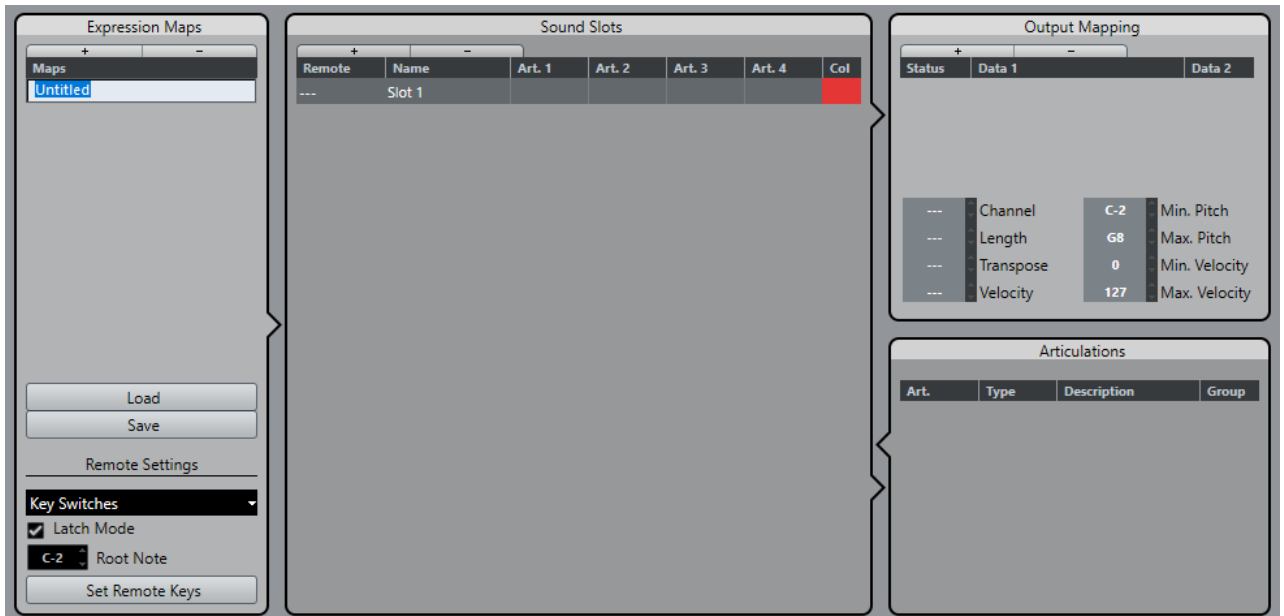 Expression Maps
+ -
Maps
Untitled
Load
Save
Remote Settings
Key Switches
Latch Mode
C-2 Root Note
Set Remote Keys
Sound Slots
+ -
Remote Name Art. 1 Art. 2 Art. 3 Art. 4 Col
--- Slot 1
Output Mapping
+ -
Status Data 1 Data 2
--- Channel C-2 Min. Pitch
--- Length G8 Max. Pitch
--- Transpose 0 Min. Velocity
--- Velocity 127 Max. Velocity
Articulations
Art. Type Description Group